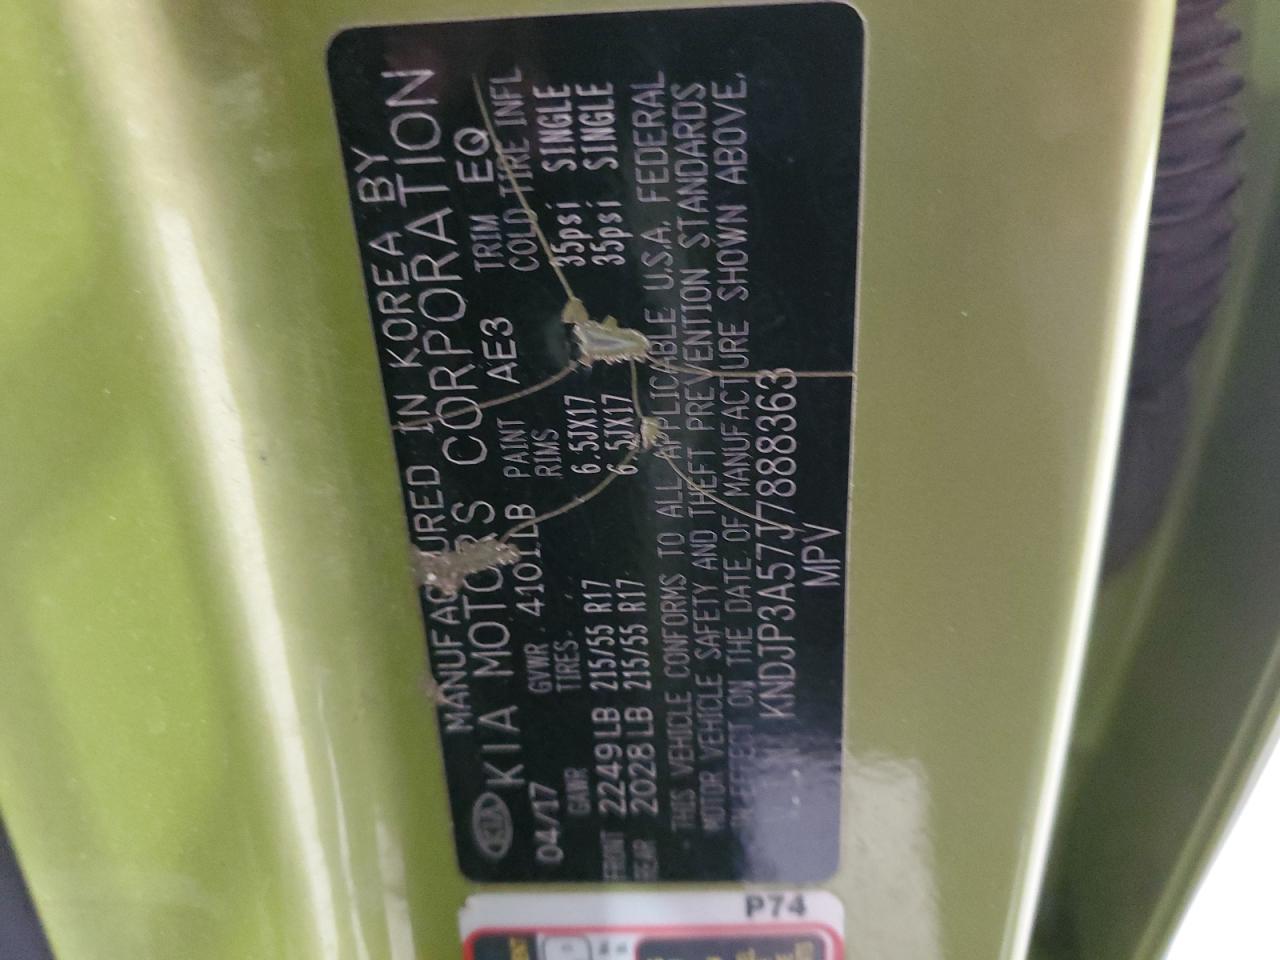 MANUFACTURED IN KOREA BY
KIA KIA MOTORS CORPORATION
04/17 GVWR 4101LB PAINT AE3 TRIM EQ
GAWR TIRES RIMS COLD TIRE INFL
FRONT 2249LB 215/55 R17 6.5JX17 35psi SINGLE
REAR 2028LB 215/55 R17 6.5JX17 35psi SINGLE
THIS VEHICLE CONFORMS TO ALL APPLICABLE U.S.A. FEDERAL
MOTOR VEHICLE SAFETY AND THEFT PREVENTION STANDARDS
IN EFFECT ON THE DATE OF MANUFACTURE SHOWN ABOVE.
KNDJP3A57J7888363
MPV
P74